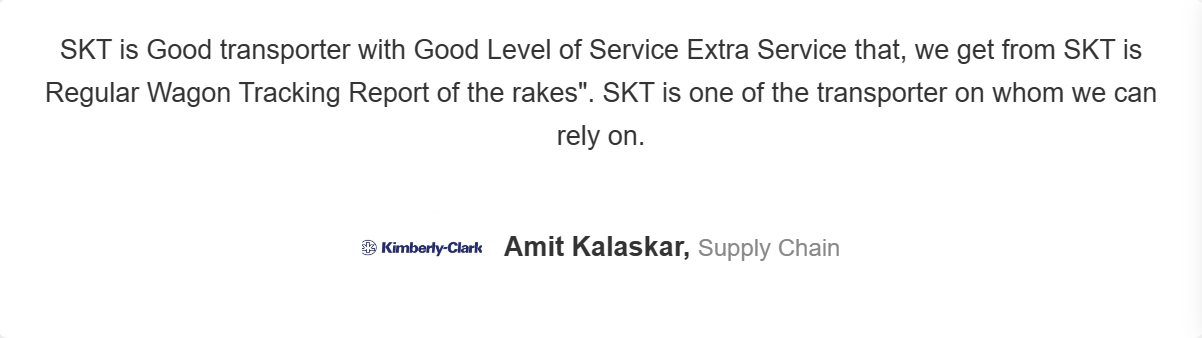 SKT is Good transporter with Good Level of Service Extra Service that, we get from SKT is
Regular Wagon Tracking Report of the rakes". SKT is one of the transporter on whom we can
rely on.
Kimberly-Clark Amit Kalaskar, Supply Chain